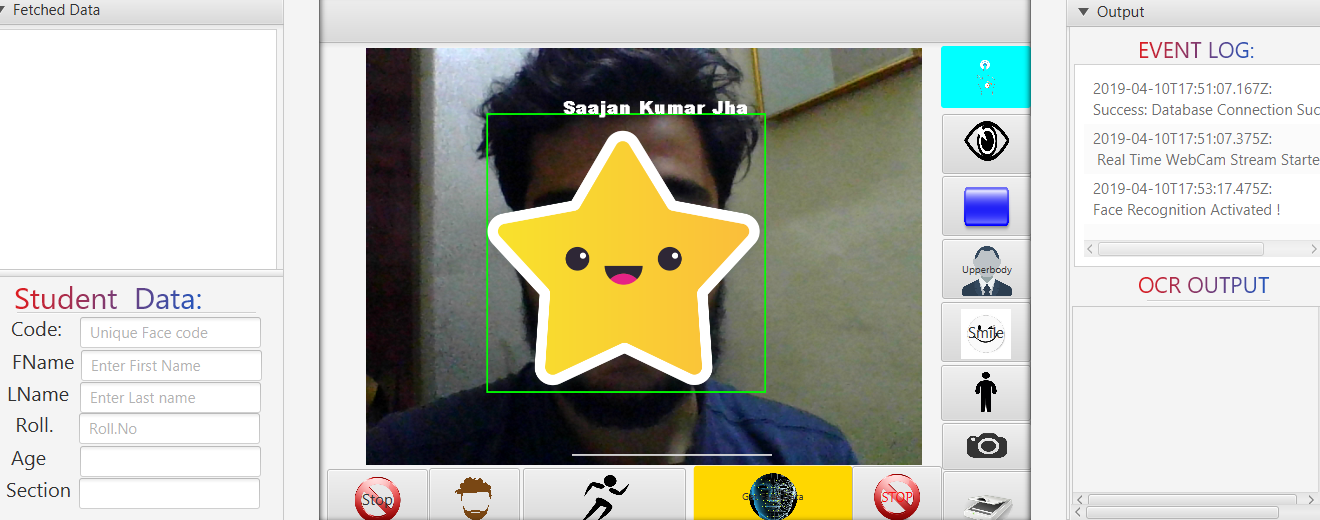 Fetched Data
Student Data:
Code:
Unique Face code
FName
Enter First Name
LName
Enter Last name
Roll.
Roll.No
Age
Section
Saajan Kumar Jha
Upperbody
Smile
Stop
STOP
Output
EVENT LOG:
2019-04-10T17:51:07.167Z:
Success: Database Connection Suc
2019-04-10T17:51:07.375Z:
Real Time WebCam Stream Starte
2019-04-10T17:53:17.475Z:
Face Recognition Activated !
OCR OUTPUT